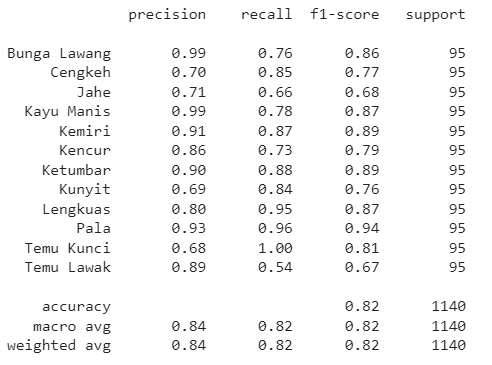 precision recall f1-score support
Bunga Lawang 0.99 0.76 0.86 95
Cengkeh 0.70 0.85 0.77 95
Jahe 0.71 0.66 0.68 95
Kayu Manis 0.99 0.78 0.87 95
Kemiri 0.91 0.87 0.89 95
Kencur 0.86 0.73 0.79 95
Ketumbar 0.90 0.88 0.89 95
Kunyit 0.69 0.84 0.76 95
Lengkuas 0.80 0.95 0.87 95
Pala 0.93 0.96 0.94 95
Temu Kunci 0.68 1.00 0.81 95
Temu Lawak 0.89 0.54 0.67 95
accuracy 0.82 1140
macro avg 0.84 0.82 0.82 1140
weighted avg 0.84 0.82 0.82 1140